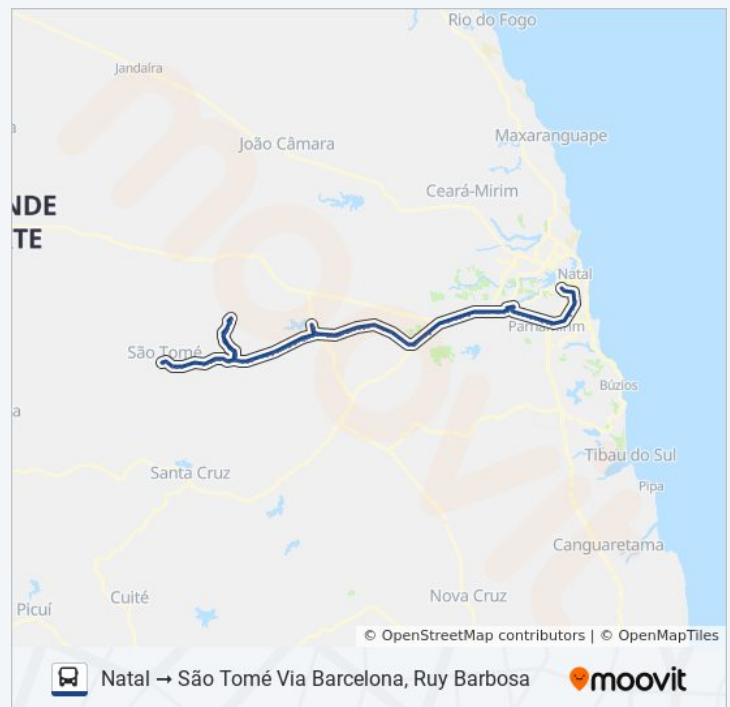 Rio do Fogo
Jandaíra
Maxaranguape
João Câmara
Ceará-Mirim
NDE
TE
Natal
Parnamirim
São Tomé
Búzios
a
Tibau do Sul
Santa Cruz
Pipa
Canguaretama
Cuité
Nova Cruz
Picuí
© OpenStreetMap contributors | © OpenMapTiles
Natal → São Tomé Via Barcelona, Ruy Barbosa
moovit
moovit